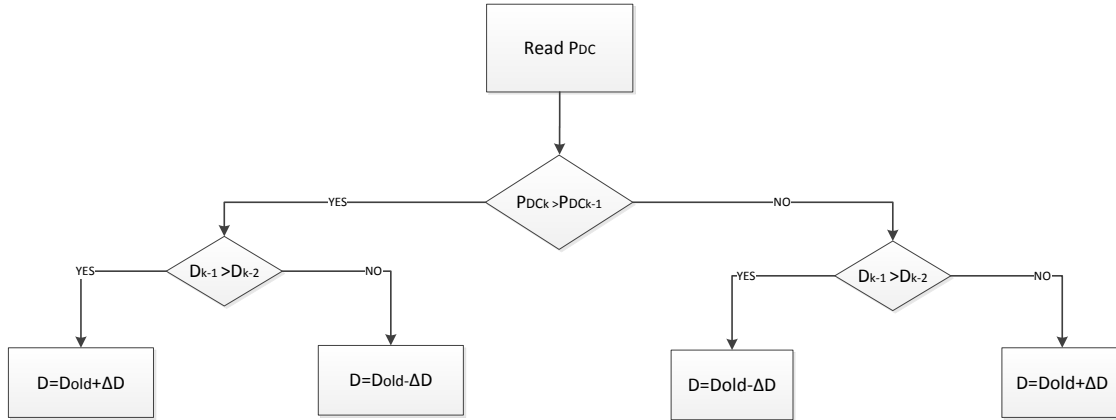 Read PDC
PDCk >PDCk-1
YES
NO
Dk-1 >Dk-2
YES
NO
Dk-1 >Dk-2
YES
NO
D=Dold+ΔD
D=Dold-ΔD
D=Dold-ΔD
D=Dold+ΔD